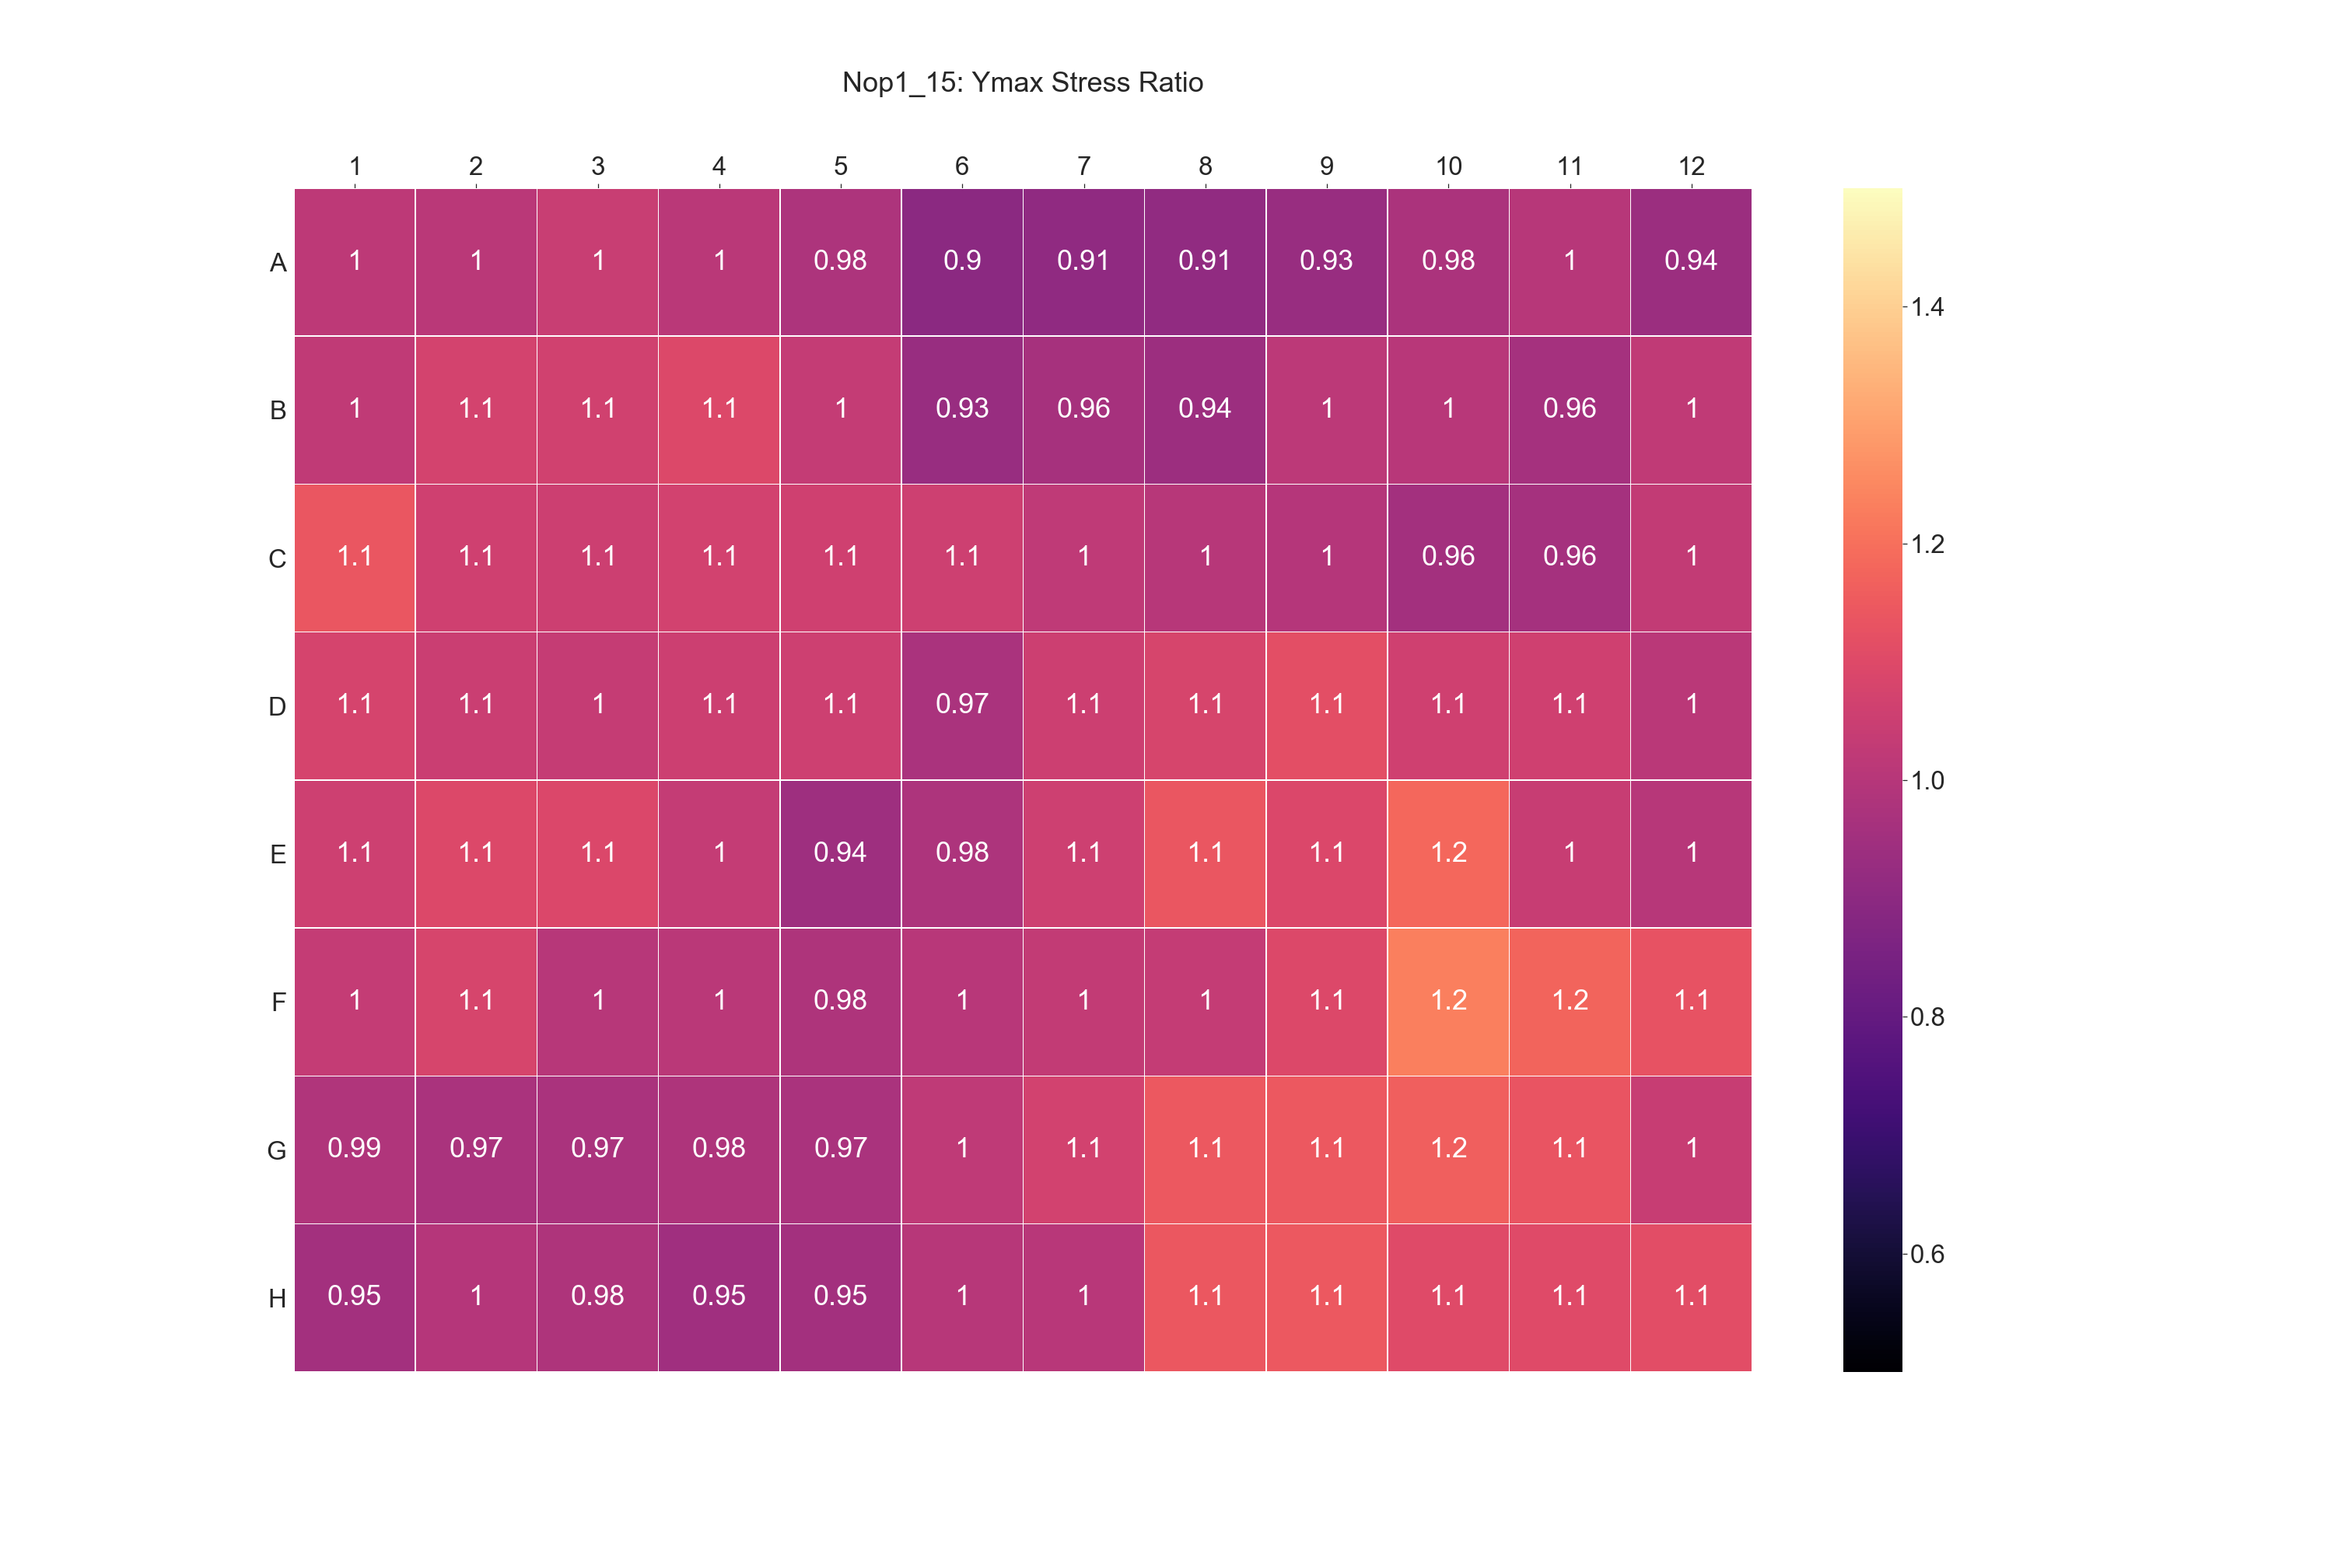 Nop1_15: Ymax Stress Ratio
1 2 3 4 5 6 7 8 9 10 11 12
A 1 1 1 1 0.98 0.9 0.91 0.91 0.93 0.98 1 0.94
B 1 1.1 1.1 1.1 1 0.93 0.96 0.94 1 1 0.96 1
C 1.1 1.1 1.1 1.1 1.1 1.1 1 1 1 0.96 0.96 1
D 1.1 1.1 1 1.1 1.1 0.97 1.1 1.1 1.1 1.1 1.1 1
E 1.1 1.1 1.1 1 0.94 0.98 1.1 1.1 1.1 1.2 1 1
F 1 1.1 1 1 0.98 1 1 1 1.1 1.2 1.2 1.1
G 0.99 0.97 0.97 0.98 0.97 1 1.1 1.1 1.1 1.2 1.1 1
H 0.95 1 0.98 0.95 0.95 1 1 1.1 1.1 1.1 1.1 1.1
1.4
1.2
1.0
0.8
0.6